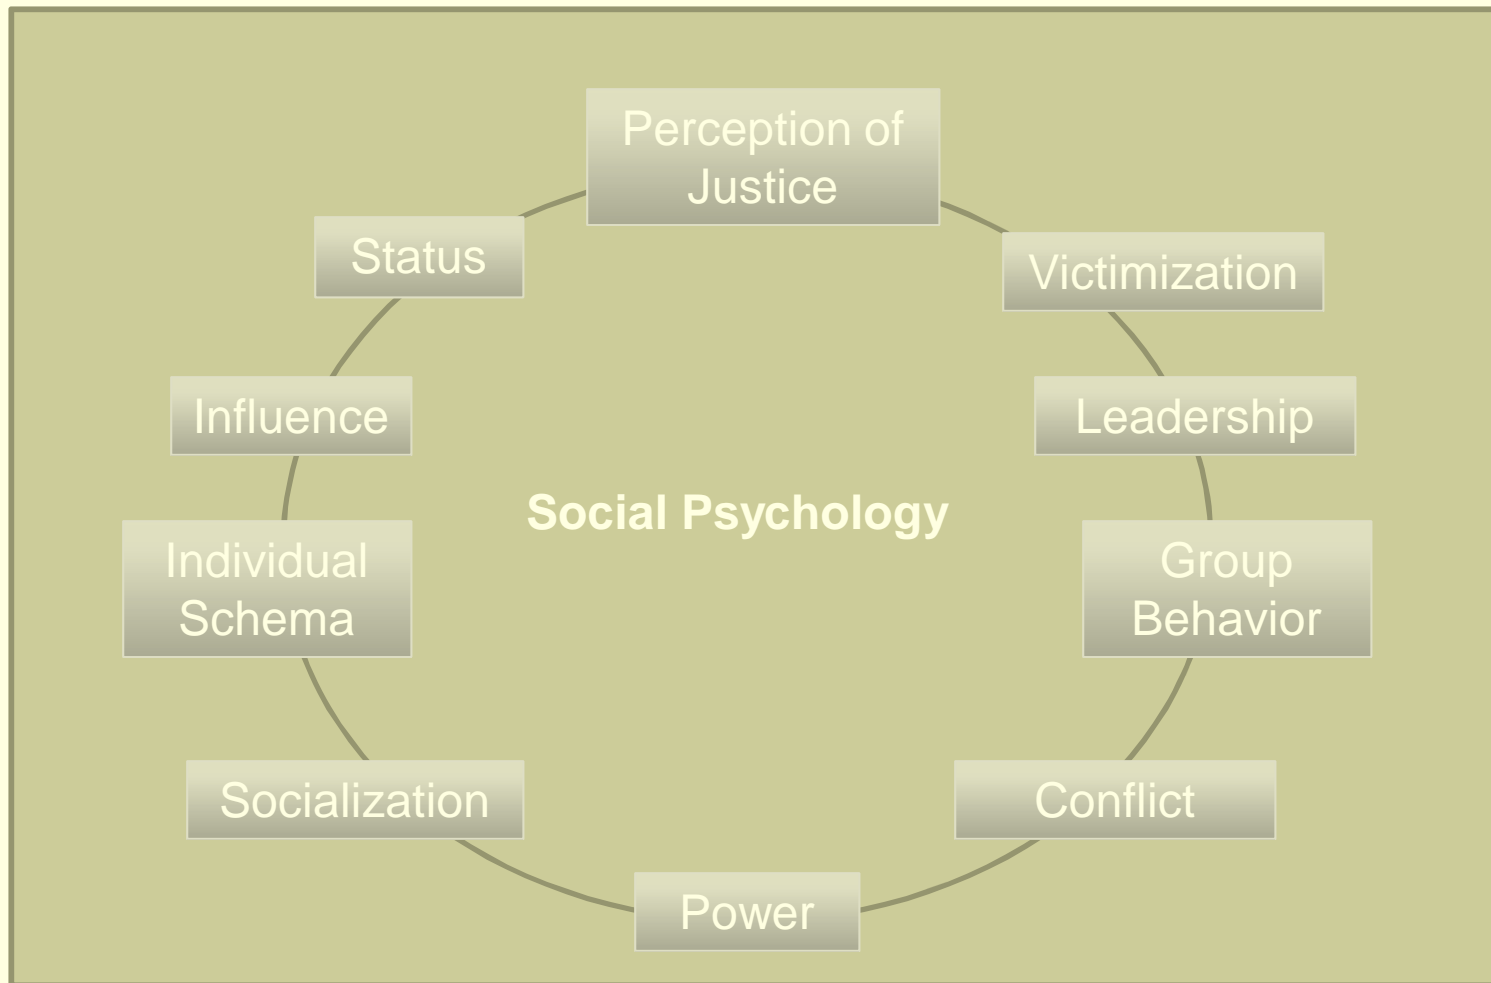 Perception of
Justice
Status
Victimization
Influence
Leadership
Social Psychology
Individual
Schema
Group
Behavior
Socialization
Conflict
Power